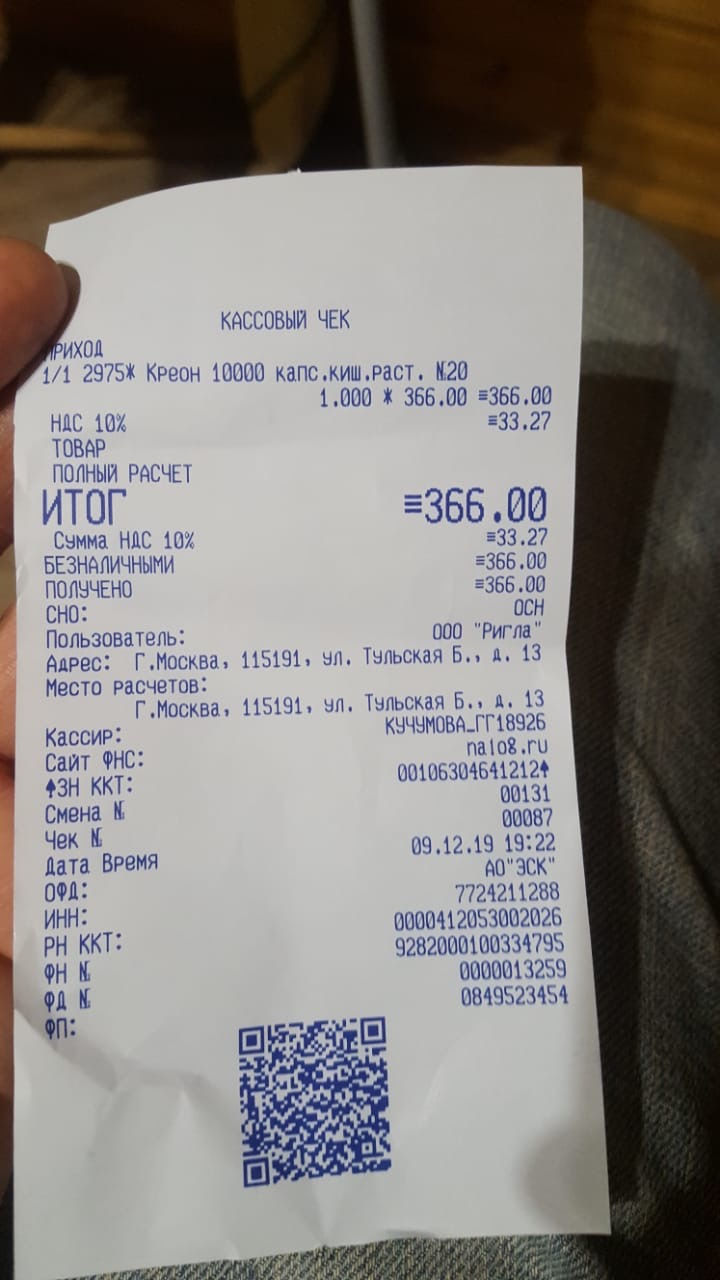 КАССОВЫЙ ЧЕК
ПРИХОД
1/1 2975* Креон 10000 капс.киш.раст. №20
1.000 * 366.00 ≡366.00
НДС 10% ≡33.27
ТОВАР
ПОЛНЫЙ РАСЧЕТ
ИТОГ ≡366.00
Сумма НДС 10% ≡33.27
БЕЗНАЛИЧНЫМИ ≡366.00
ПОЛУЧЕНО ≡366.00
СНО: ОСН
Пользователь: ООО "Ригла"
Адрес: Г.Москва, 115191, ул. Тульская Б., д. 13
Место расчетов:
Г.Москва, 115191, ул. Тульская Б., д. 13
Кассир: КУЧУМОВА_ГГ18926
Сайт ФНС: nalog.ru
♠ЗН ККТ: 00106304641212♠
Смена № 00131
Чек № 00087
Дата Время 09.12.19 19:22
ОФД: АО"ЭСК"
ИНН: 7724211288
РН ККТ: 0000412053002026
ФН № 9282000100334795
ФД № 0000013259
ФП: 0849523454